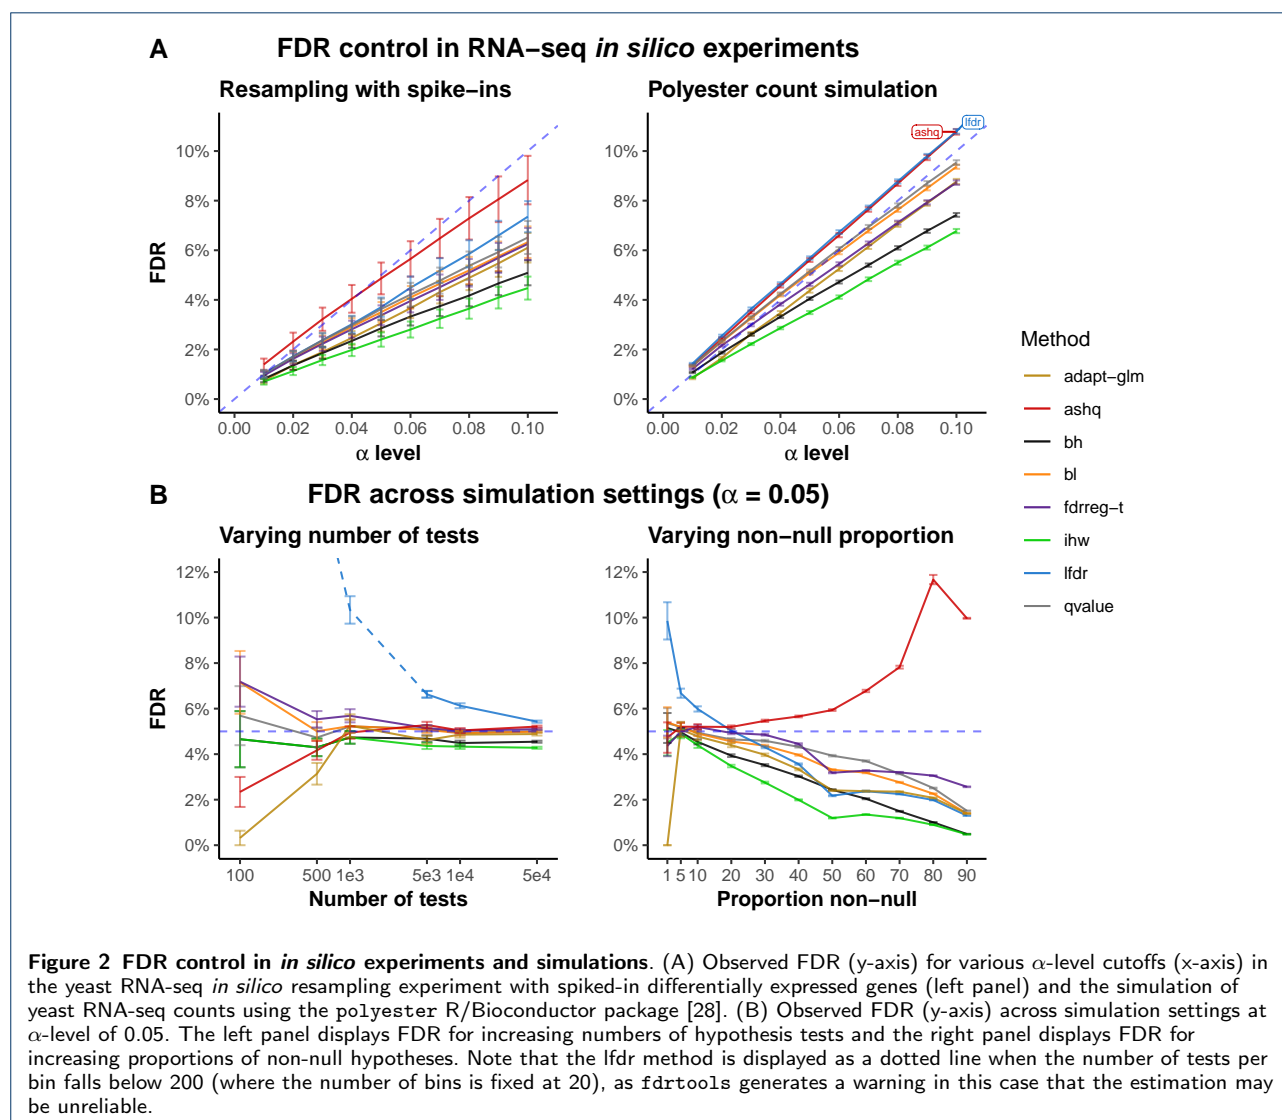 A FDR control in RNA−seq in silico experiments
Resampling with spike−ins
Polyester count simulation
ashq
lfdr
10%
8%
6%
4%
2%
0%
FDR
0.00 0.02 0.04 0.06 0.08 0.10
α level
10%
8%
6%
4%
2%
0%
0.00 0.02 0.04 0.06 0.08 0.10
α level
Method
adapt−glm
ashq
bh
bl
fdrreg−t
ihw
lfdr
qvalue
B FDR across simulation settings (α = 0.05)
Varying number of tests
Varying non−null proportion
12%
10%
8%
6%
4%
2%
0%
FDR
100 500 1e3 5e3 1e4 5e4
Number of tests
12%
10%
8%
6%
4%
2%
0%
1 5 10 20 30 40 50 60 70 80 90
Proportion non−null
Figure 2 FDR control in in silico experiments and simulations. (A) Observed FDR (y-axis) for various α-level cutoffs (x-axis) in
the yeast RNA-seq in silico resampling experiment with spiked-in differentially expressed genes (left panel) and the simulation of
yeast RNA-seq counts using the polyester R/Bioconductor package [28]. (B) Observed FDR (y-axis) across simulation settings at
α-level of 0.05. The left panel displays FDR for increasing numbers of hypothesis tests and the right panel displays FDR for
increasing proportions of non-null hypotheses. Note that the lfdr method is displayed as a dotted line when the number of tests per
bin falls below 200 (where the number of bins is fixed at 20), as fdrtools generates a warning in this case that the estimation may
be unreliable.